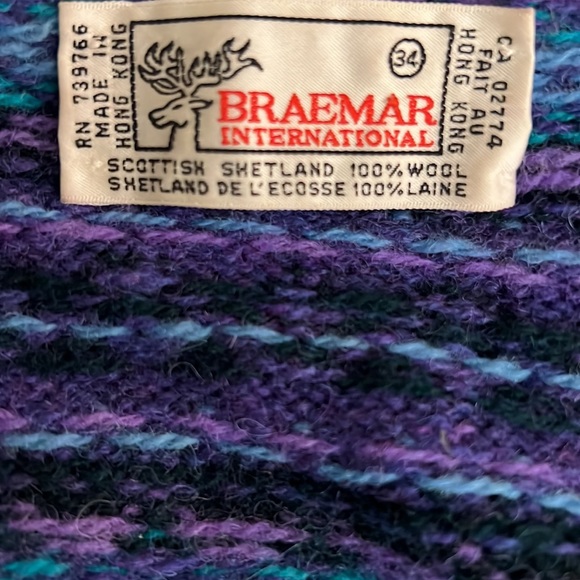 RN 739766
MADE IN
HONG KONG
34
BRAEMAR
INTERNATIONAL
CA 02774
FAIT AU
HONG KONG
SCOTTISH SHETLAND 100% WOOL
SHETLAND DE L'ECOSSE 100% LAINE